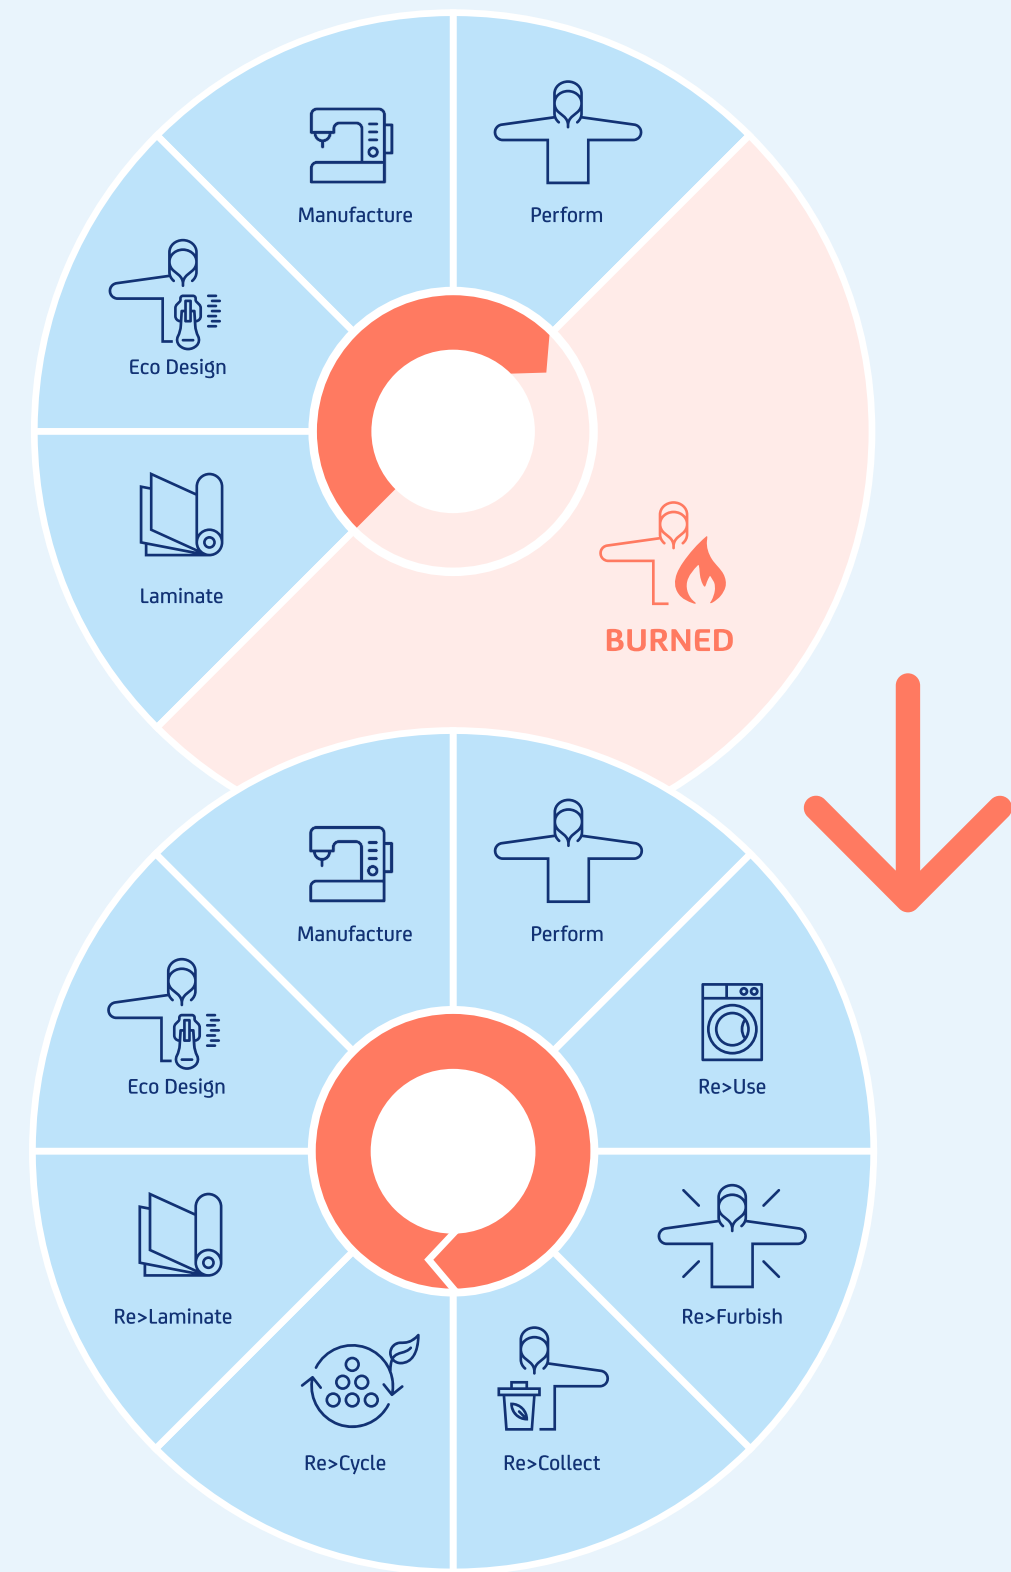 Manufacture
Perform
Eco Design
Laminate
BURNED
Manufacture
Perform
Eco Design
Re>Use
Re>Laminate
Re>Furbish
Re>Cycle
Re>Collect